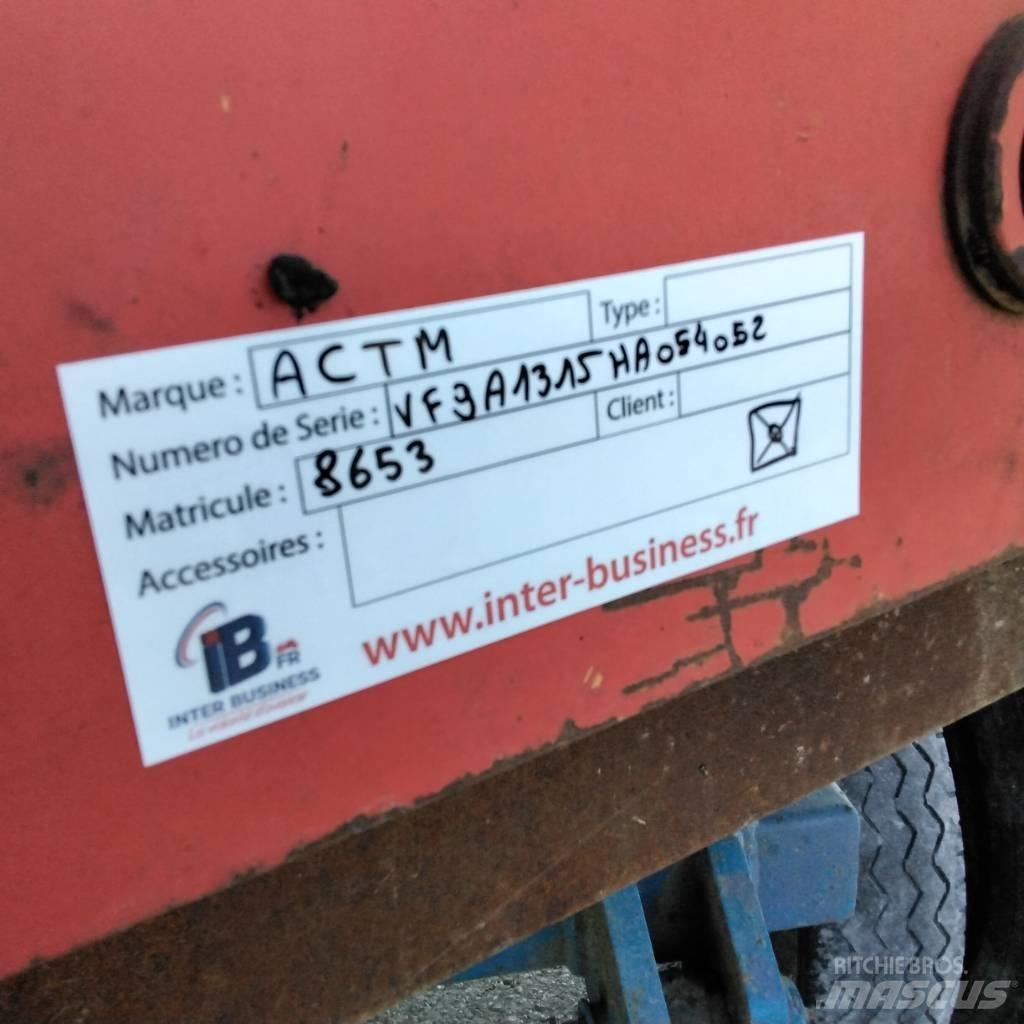 Marque : ACTM Type :
Numero de Serie : VF9A1315HA054052
Matricule : 8653 Client :
Accessoires :
www.inter-business.fr
iB
FR
INTER BUSINESS
RITCHIE BROS.
MASCUS